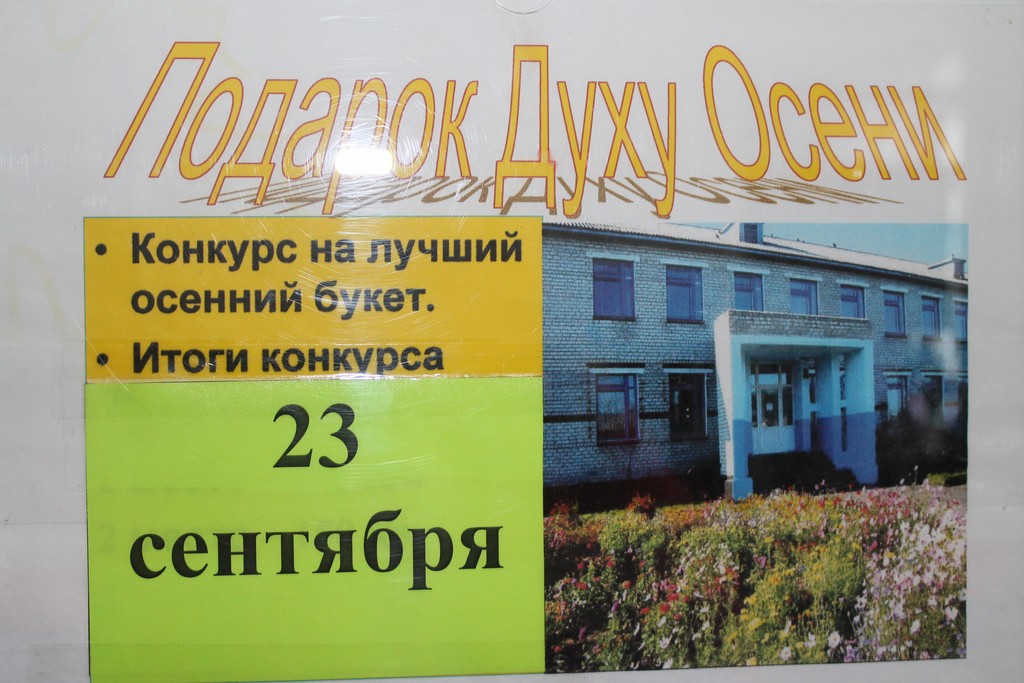 Подарок Духу Осени
• Конкурс на лучший
осенний букет.
• Итоги конкурса
23
сентября